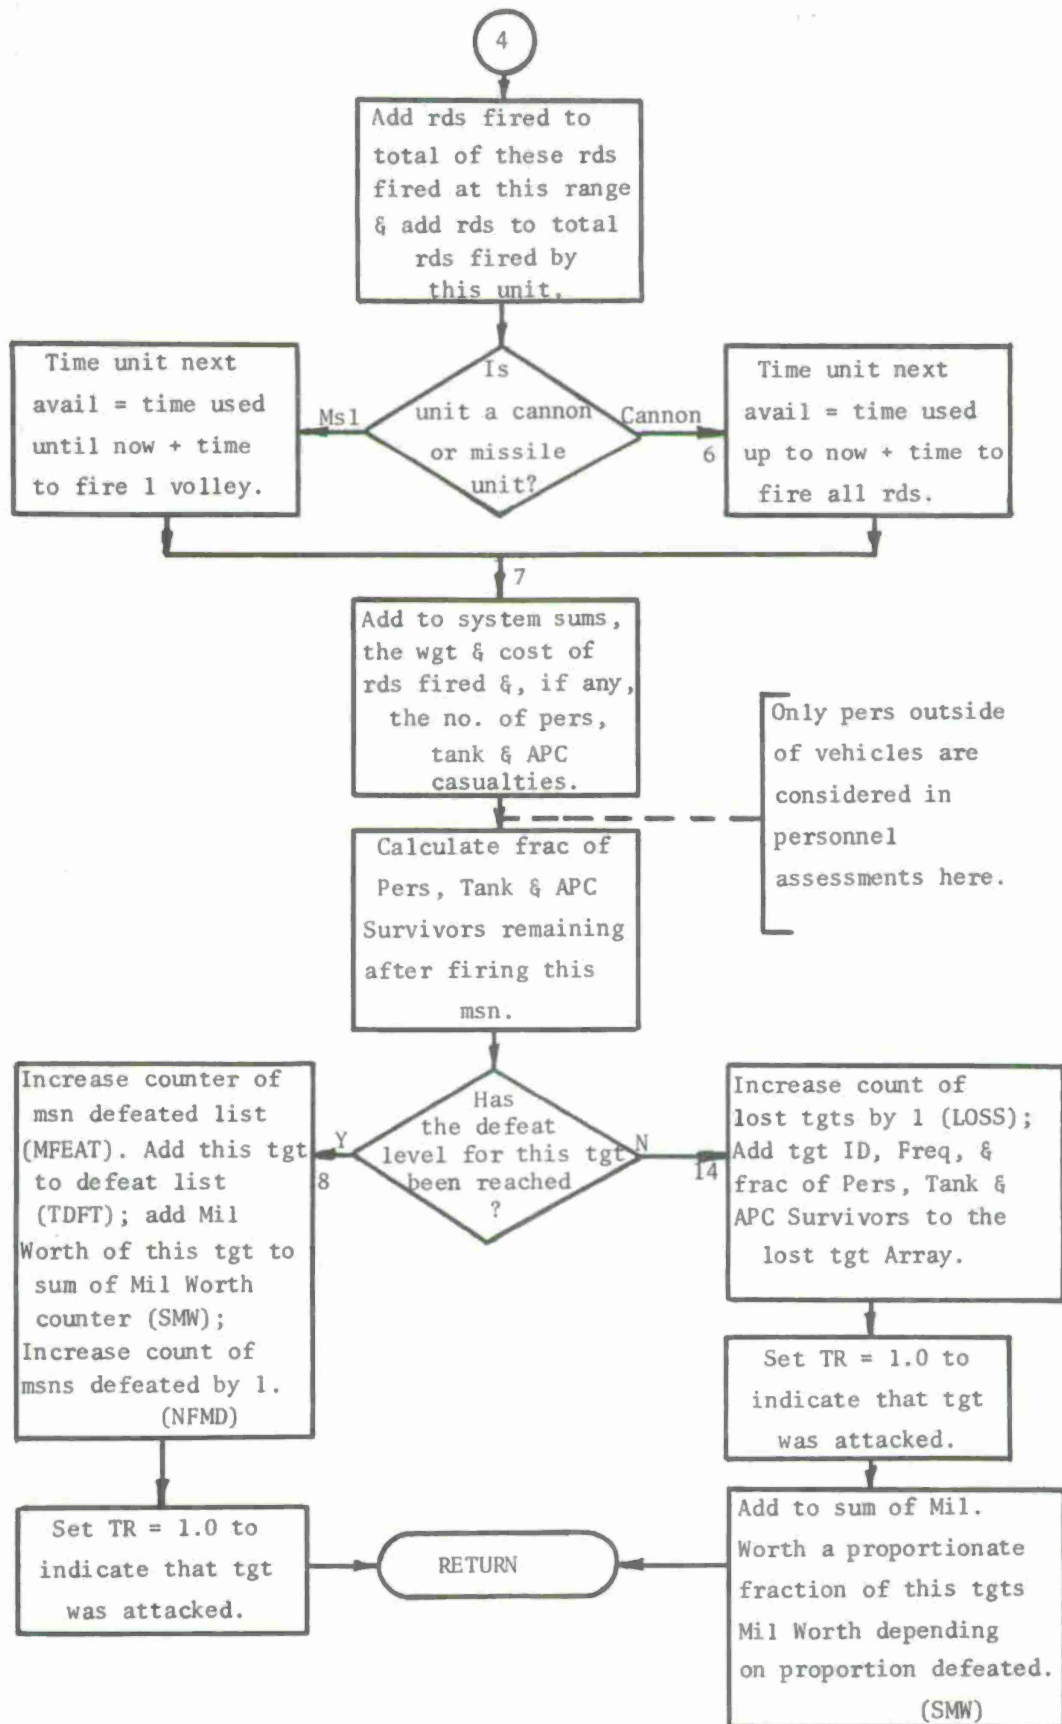 4
Add rds fired to
total of these rds
fired at this range
& add rds to total
rds fired by
this unit.
Is
unit a cannon
or missile
unit?
Msl
Cannon
6
Time unit next
avail = time used
until now + time
to fire 1 volley.
Time unit next
avail = time used
up to now + time to
fire all rds.
7
Add to system sums,
the wgt & cost of
rds fired &, if any,
the no. of pers,
tank & APC
casualties.
Only pers outside
of vehicles are
considered in
personnel
assessments here.
Calculate frac of
Pers, Tank & APC
Survivors remaining
after firing this
msn.
Has
the defeat
level for this tgt
been reached
?
Y
8
N
14
Increase counter of
msn defeated list
(MFEAT). Add this tgt
to defeat list
(TDFT); add Mil
Worth of this tgt to
sum of Mil Worth
counter (SMW);
Increase count of
msns defeated by 1.
(NFMD)
Increase count of
lost tgts by 1 (LOSS);
Add tgt ID, Freq, &
frac of Pers, Tank &
APC Survivors to the
lost tgt Array.
Set TR = 1.0 to
indicate that tgt
was attacked.
Set TR = 1.0 to
indicate that tgt
was attacked.
RETURN
Add to sum of Mil.
Worth a proportionate
fraction of this tgts
Mil Worth depending
on proportion defeated.
(SMW)